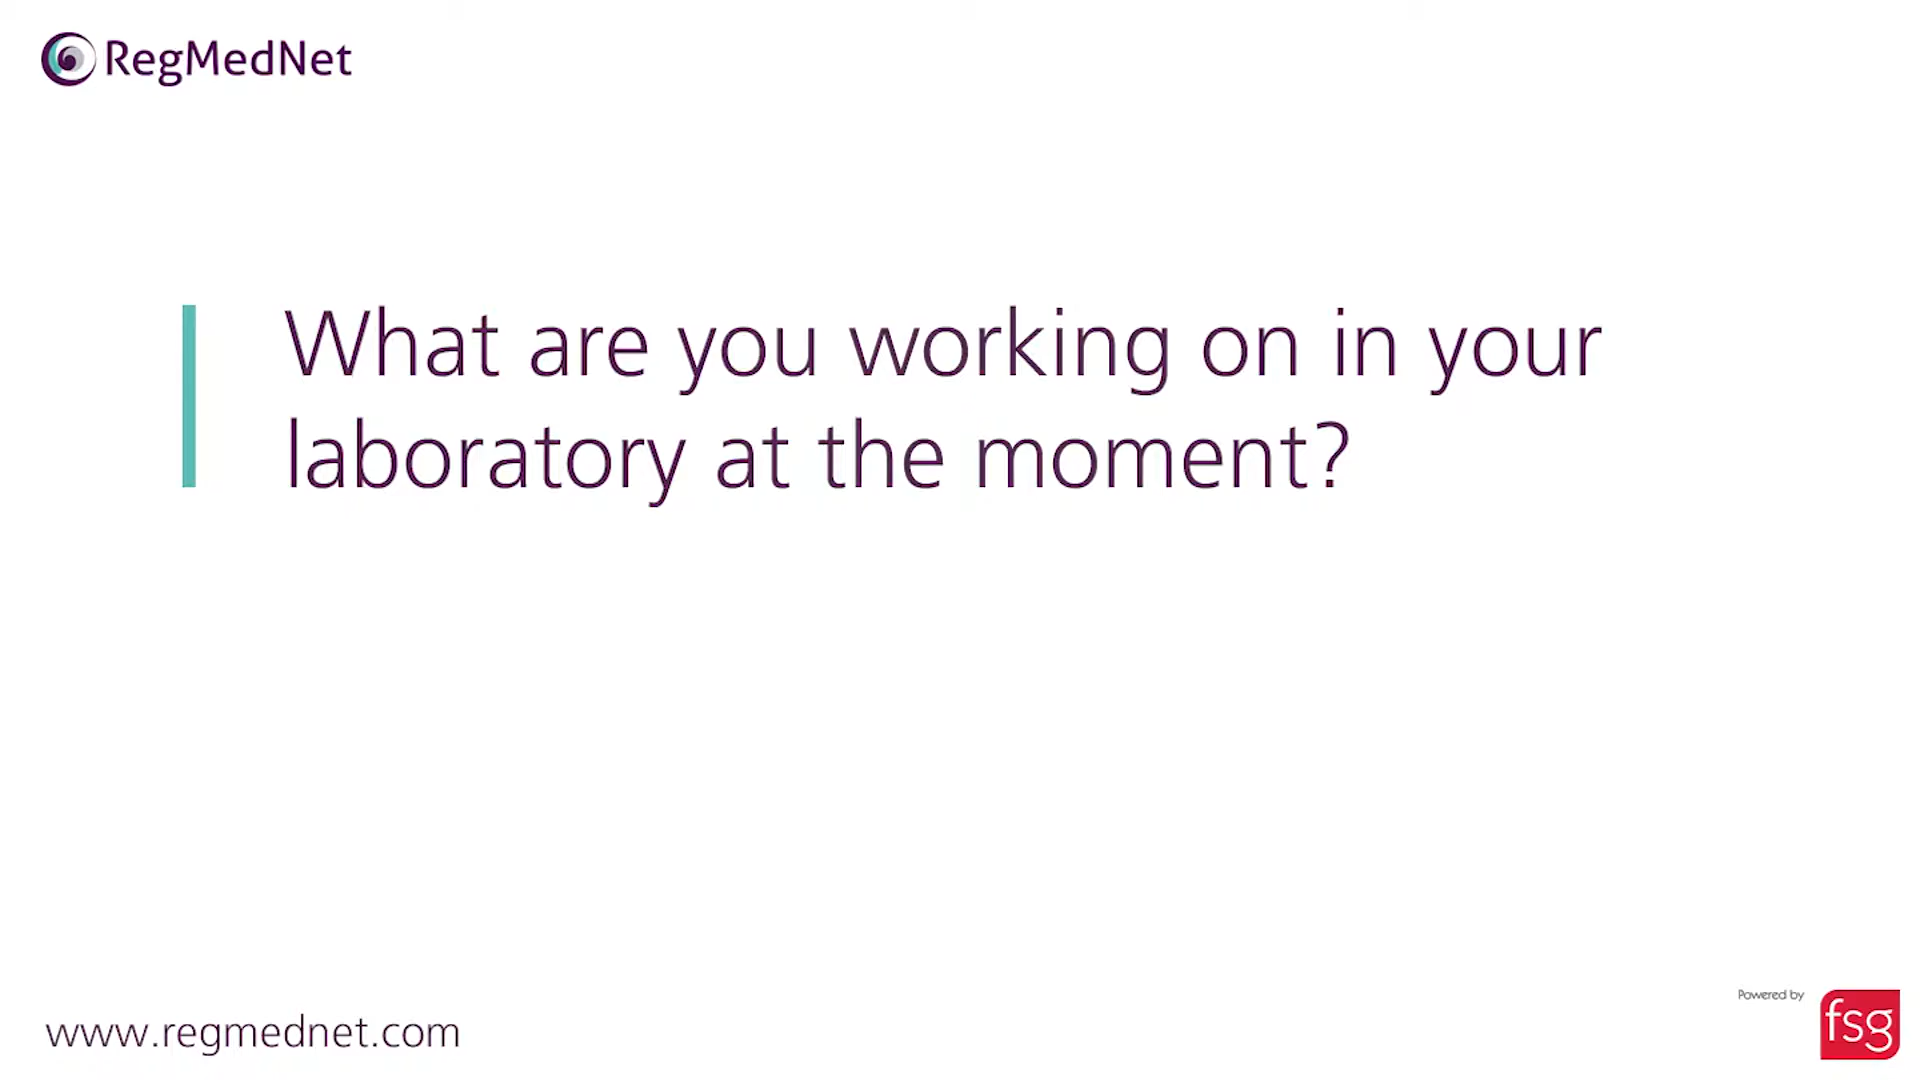 RegMedNet
What are you working on in your
laboratory at the moment?
www.regmednet.com
Powered by
fsg